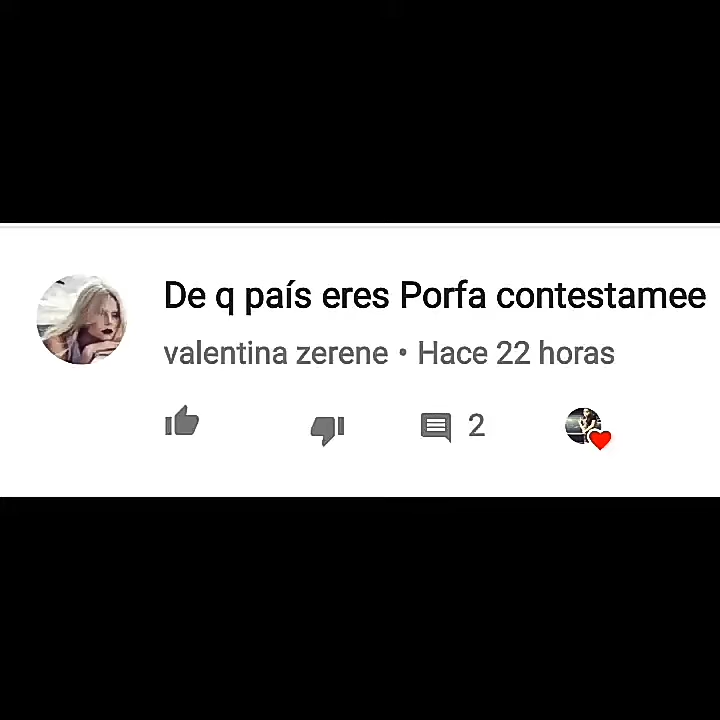 De q país eres Porfa contestamee
valentina zerene • Hace 22 horas
2